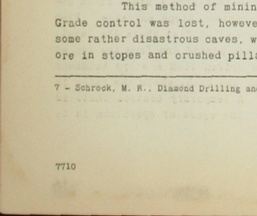 This method of minin
Grade control was lost, howeve
some rather disastrous caves, w
ore in stopes and crushed pilla
7 - Schrock, M. R., Diamond Drilling an
7710